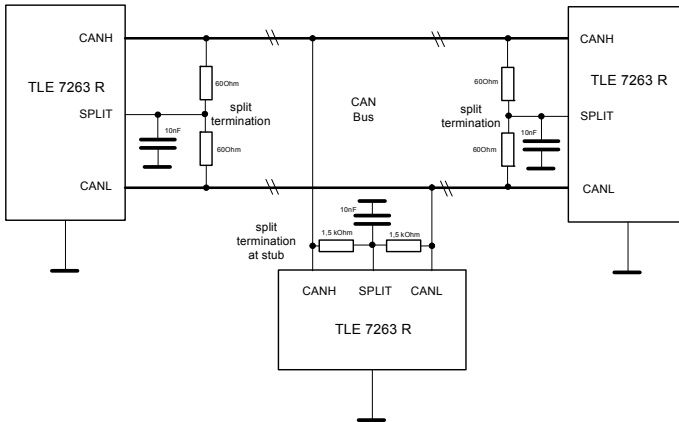 CANH
TLE 7263 R
SPLIT
CANL
10nF
60Ohm
60Ohm
split
termination
CAN
Bus
split
termination
60Ohm
60Ohm
10nF
CANH
TLE 7263 R
SPLIT
CANL
split
termination
at stub
10nF
1,5 kOhm
1,5 kOhm
CANH SPLIT CANL
TLE 7263 R